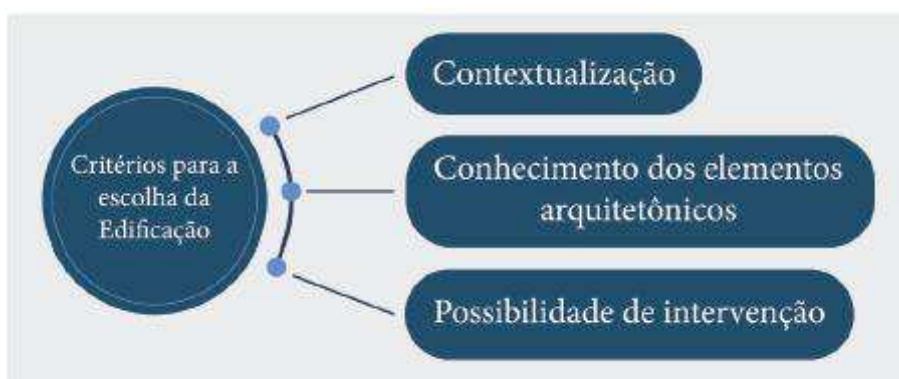 Critérios para a
escolha da
Edificação
Contextualização
Conhecimento dos elementos
arquitetônicos
Possibilidade de intervenção